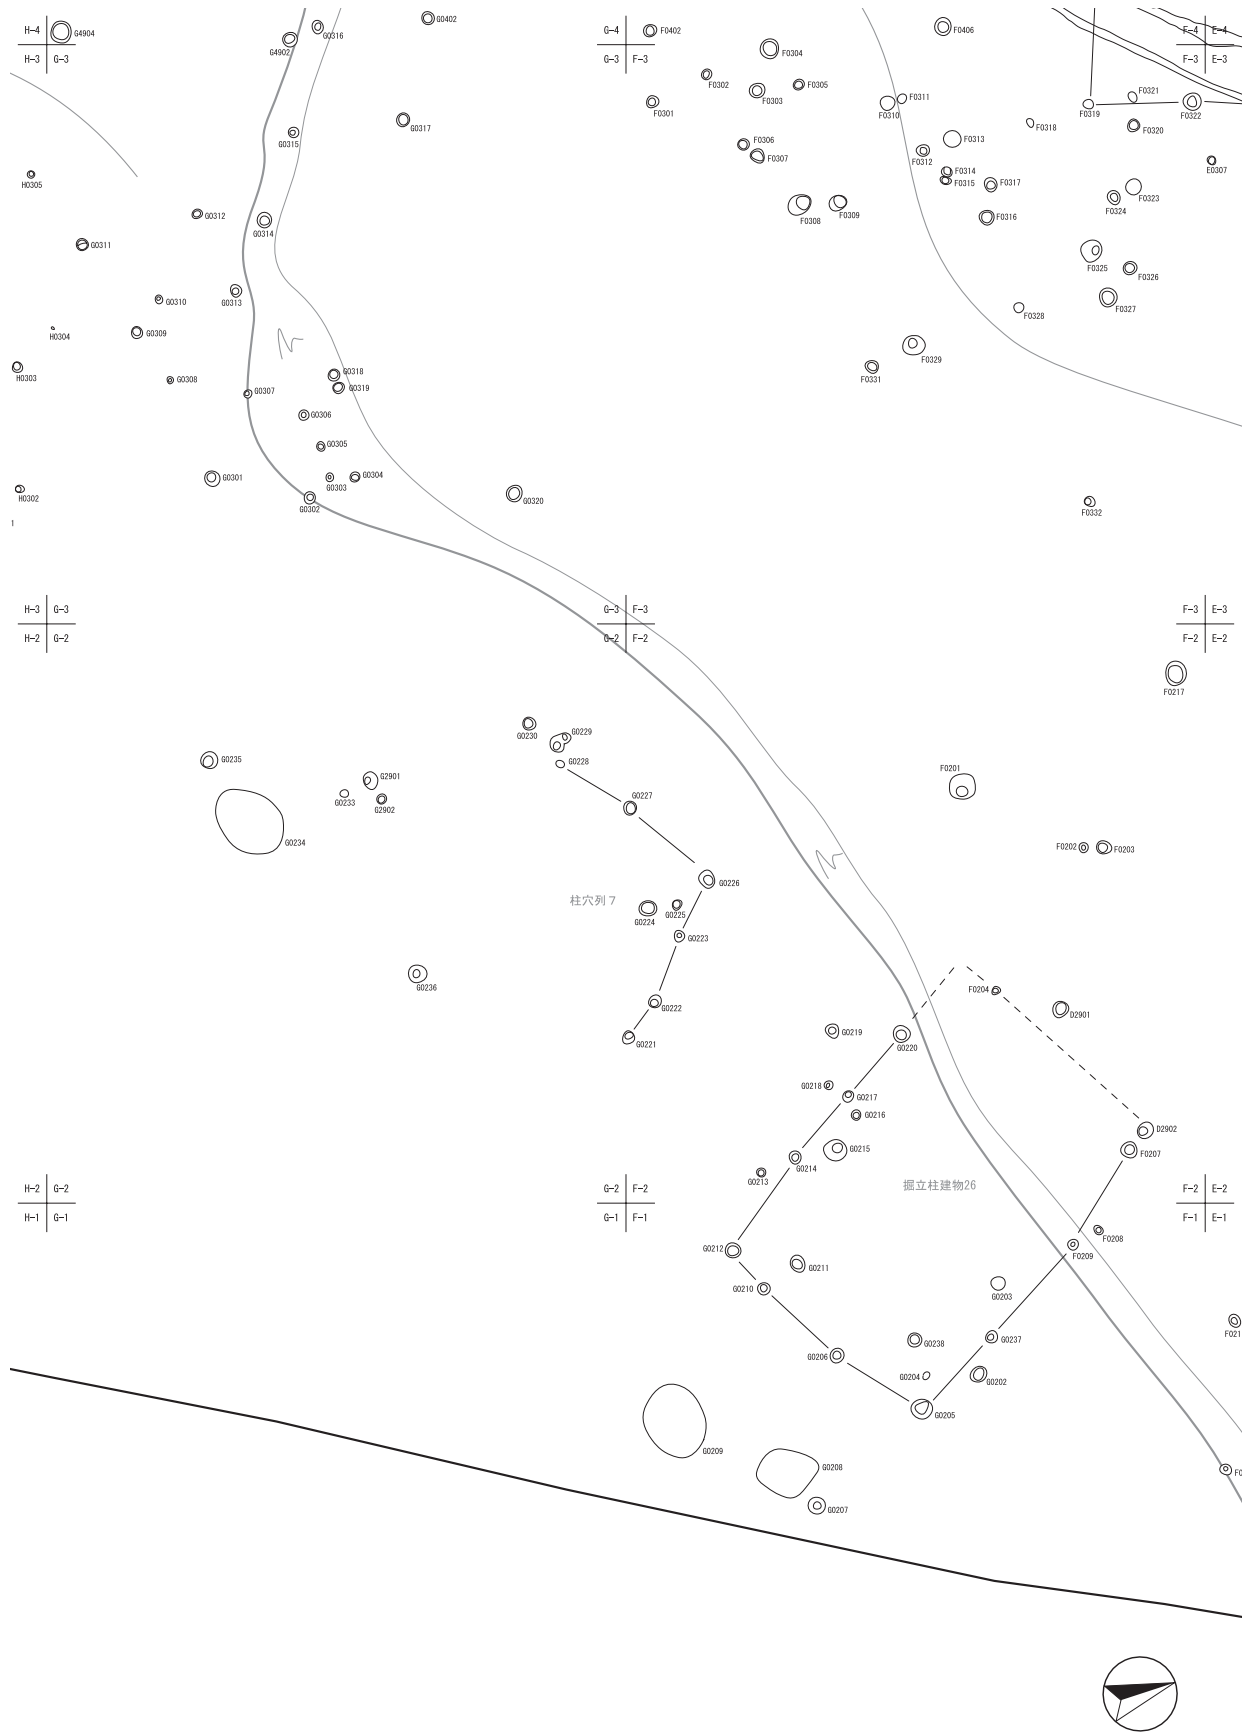 H-4
G4904
G4902
G0316
G0402
G-4
F0402
F0304
F0406
F-4 E-4
H-3 G-3
G-3 F-3
F-3 E-3
F0302
F0303
F0305
F0301
F0310
F0311
F0319
F0321
F0322
G0317
G0315
F0318
F0320
F0306
F0307
F0312
F0313
E0307
H0305
F0314
F0315
F0317
F0324
F0323
G0312
G0314
F0308
F0309
F0316
G0311
F0325
F0326
G0310
G0313
F0327
F0328
H0304
G0309
F0329
F0331
H0303
G0308
G0318
G0319
G0307
G0306
G0305
G0301
G0303
G0304
H0302
G0302
G0320
F0332
1
H-3 G-3
H-2 G-2
G-3 F-3
G-2 F-2
F-3 E-3
F-2 E-2
F0217
G0230
G0229
G0228
G0235
G2901
G0233
G2902
G0227
F0201
G0234
F0202
F0203
G0226
柱穴列７
G0224
G0225
G0223
G0236
F0204
G0222
D2901
G0221
G0219
G0220
G0218
G0217
G0216
D2902
G0215
F0207
G0214
G0213
掘立柱建物26
H-2 G-2
H-1 G-1
G-2 F-2
G-1 F-1
F-2 E-2
F-1 E-1
F0208
F0209
G0212
G0211
G0210
G0203
F021
G0238
G0237
G0206
G0204
G0202
G0205
G0209
G0208
F0
G0207